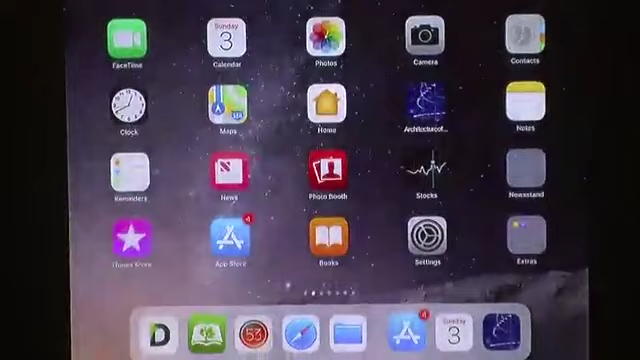 Sunday
3
FaceTime
Calendar
Photos
Camera
Contacts
Clock
Maps
Home
Architectureof...
Notes
Reminders
News
Photo Booth
Stocks
Newsstand
4
iTunes Store
App Store
Books
Settings
Extras
D
53
4
Sunday
3